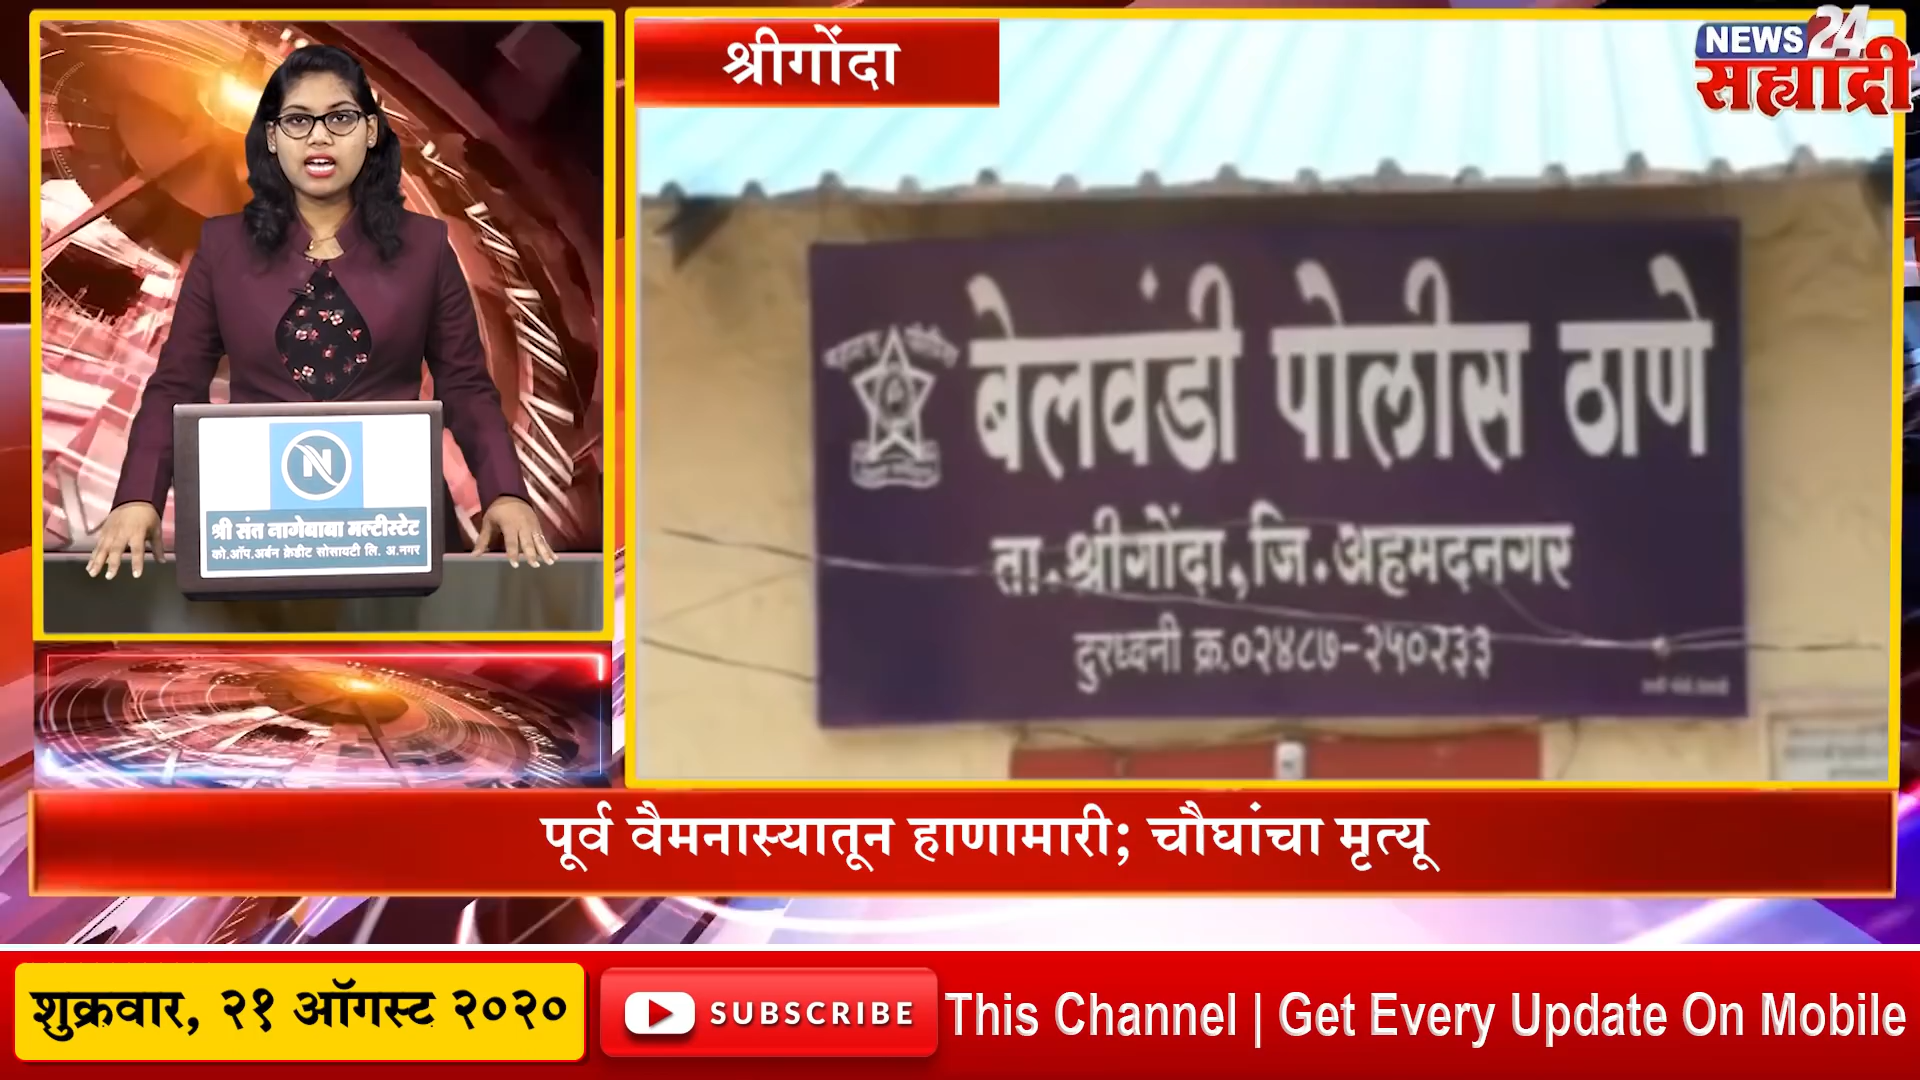 श्रीगोंदा
NEWS 24
सह्याद्री
बेलवंडी पोलीस ठाणे
ता.श्रीगोंदा,जि.अहमदनगर
दुरध्वनी क्र.०२४८७-२५०२३३
N
श्री संत नागेबाबा मल्टीस्टेट
को.ऑप.अर्बन क्रेडीट सोसायटी लि. अ.नगर
पूर्व वैमनास्यातून हाणामारी; चौघांचा मृत्यू
शुक्रवार, २१ ऑगस्ट २०२०
SUBSCRIBE
This Channel | Get Every Update On Mobile